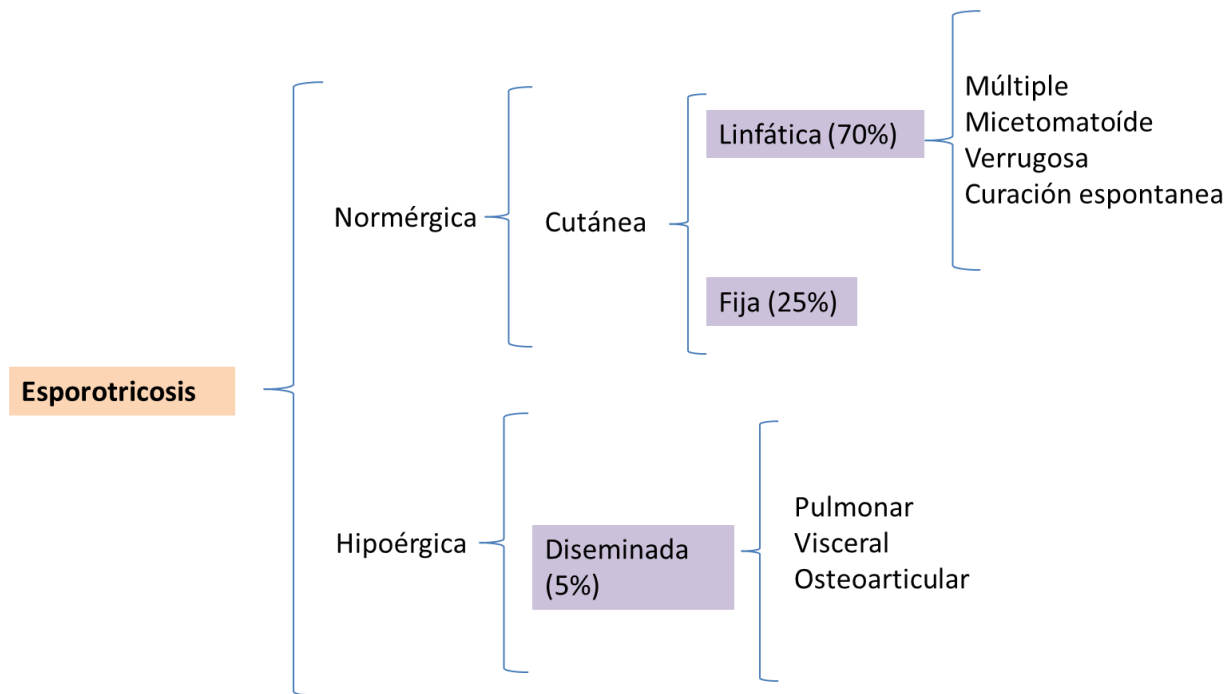 Esporotricosis
Normérgica
Cutánea
Linfática (70%)
Múltiple
Micetomatoíde
Verrugosa
Curación espontanea
Fija (25%)
Hipoérgica
Diseminada
(5%)
Pulmonar
Visceral
Osteoarticular